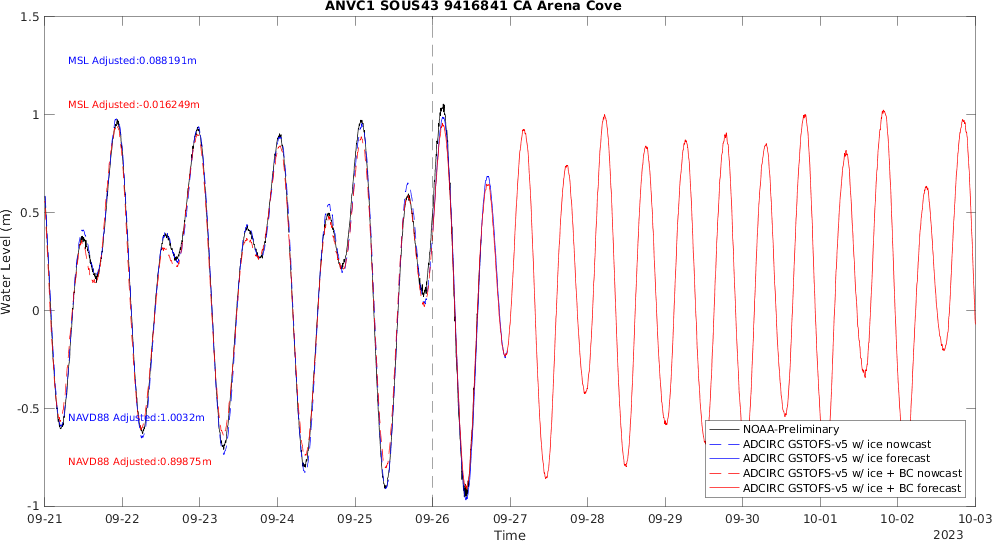 ANVC1 SOUS43 9416841 CA Arena Cove
1.5
1
0.5
0
-0.5
-1
Water Level (m)
MSL Adjusted:0.088191m
MSL Adjusted:-0.016249m
NAVD88 Adjusted:1.0032m
NAVD88 Adjusted:0.89875m
NOAA-Preliminary
ADCIRC GSTOFS-v5 w/ ice nowcast
ADCIRC GSTOFS-v5 w/ ice forecast
ADCIRC GSTOFS-v5 w/ ice + BC nowcast
ADCIRC GSTOFS-v5 w/ ice + BC forecast
09-21 09-22 09-23 09-24 09-25 09-26 09-27 09-28 09-29 09-30 10-01 10-02 10-03
Time
2023